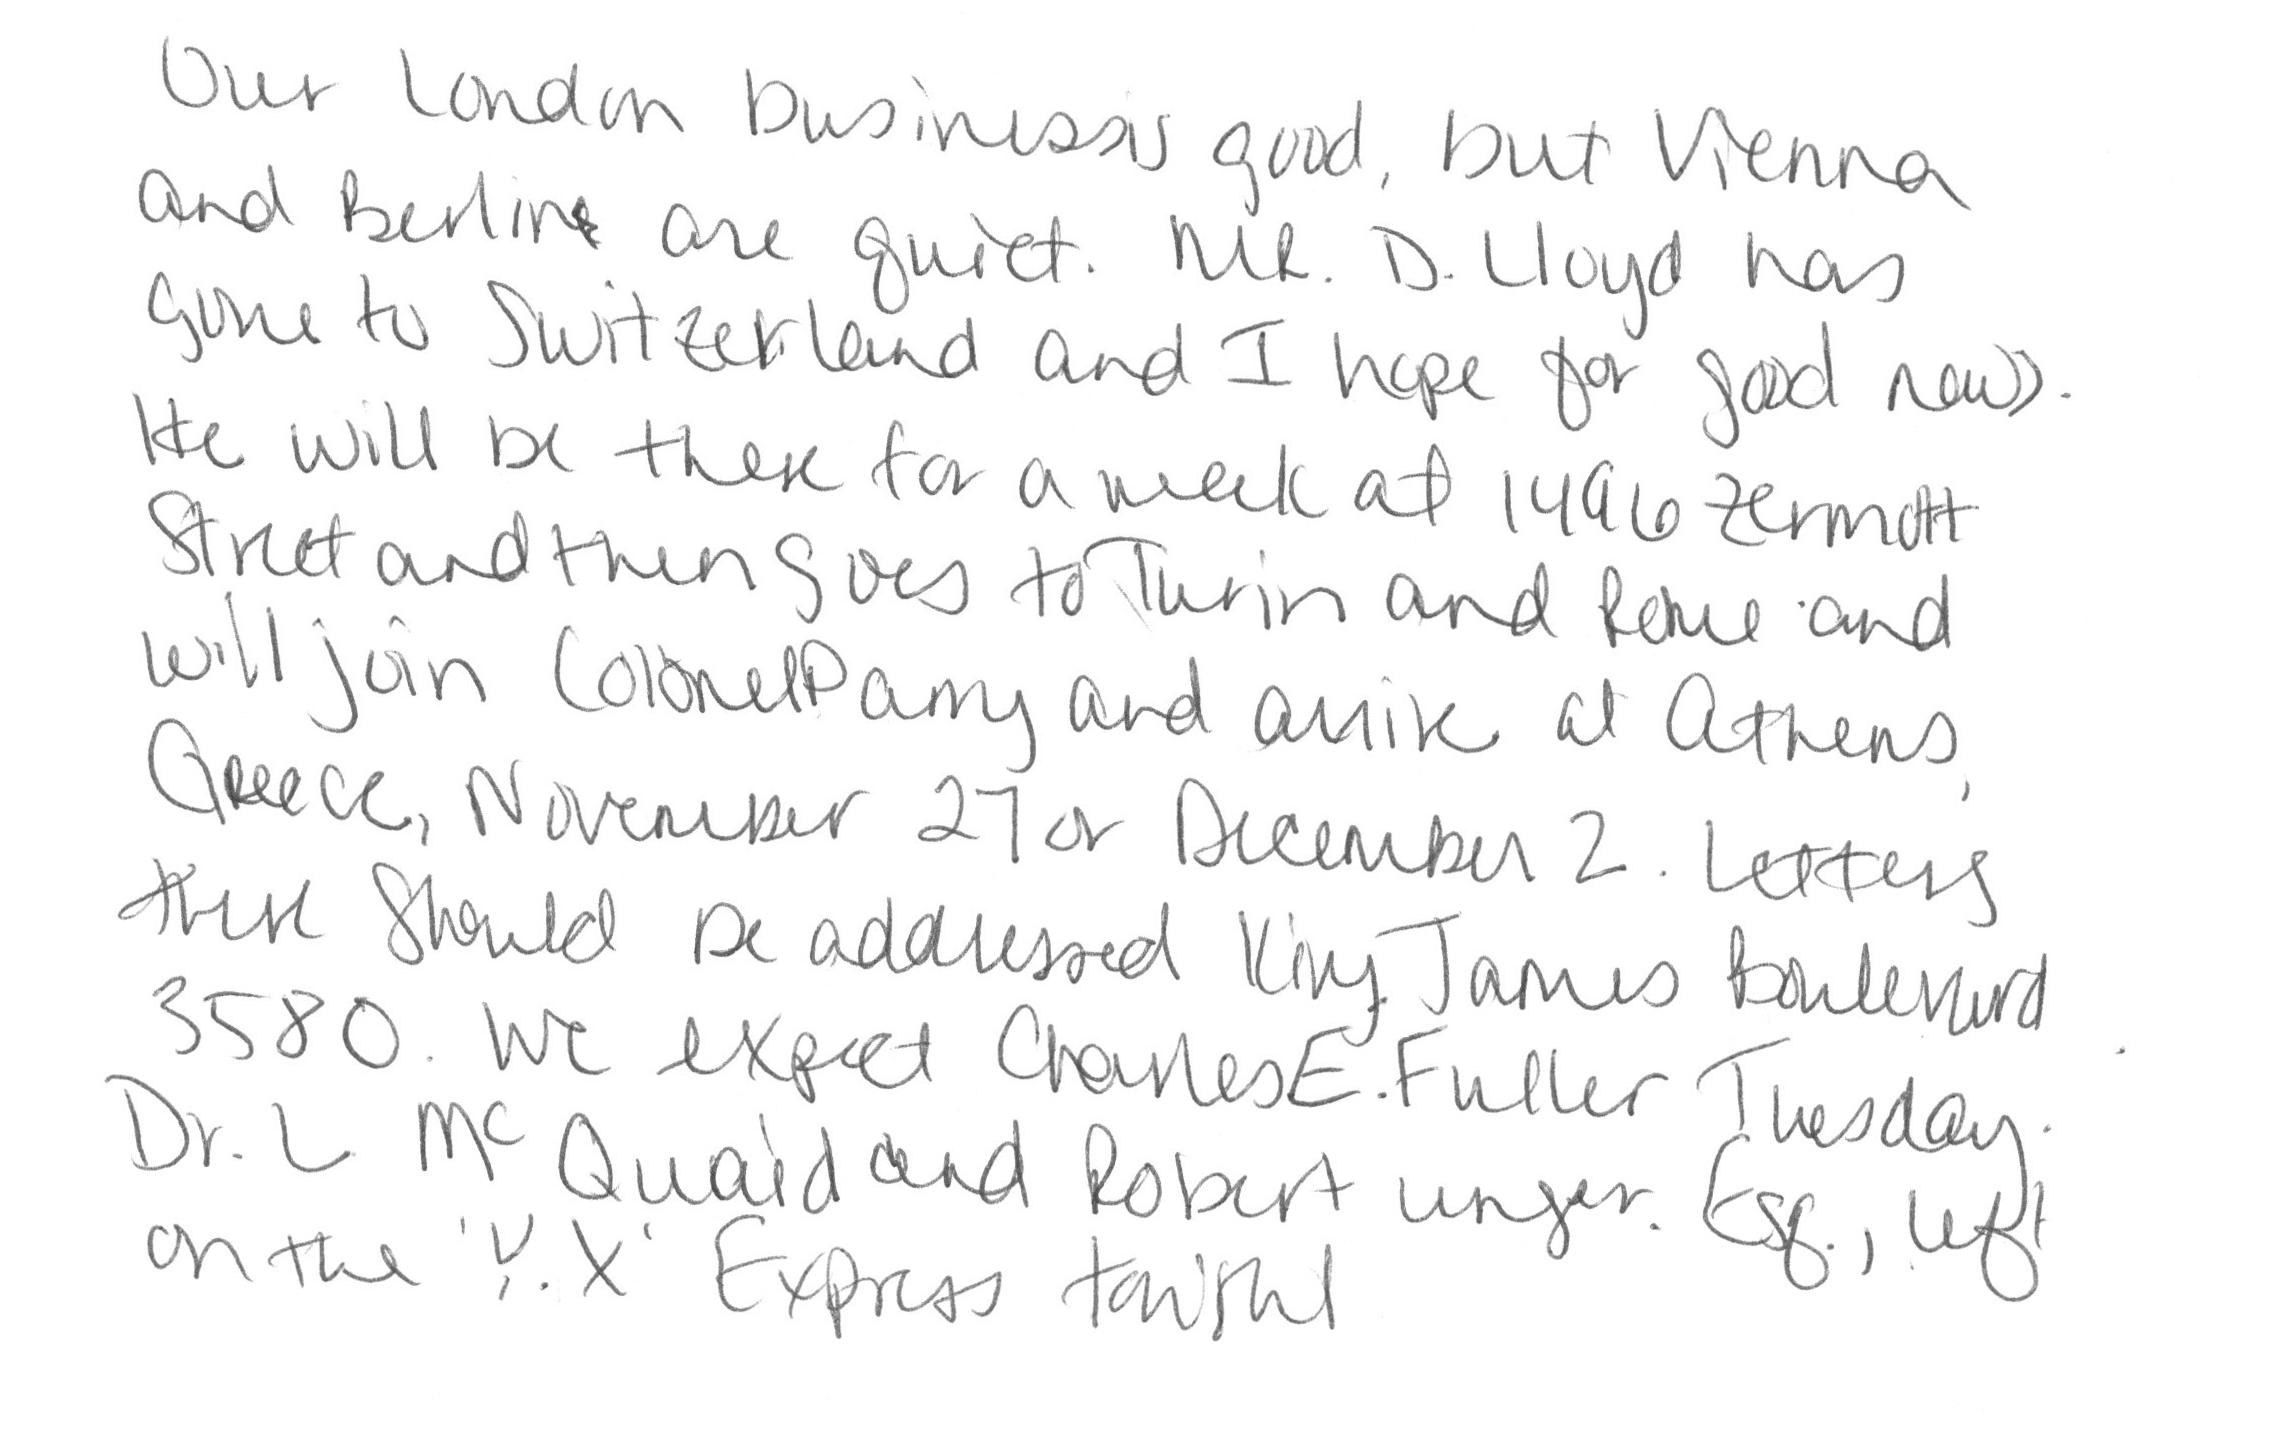 Our London business is good, but Vienna
and Berlin are quiet. Mr. D. Lloyd has
gone to Switzerland and I hope for good news.
He will be there for a week at 1496 Zermott
Street and then goes to Turin and Rome and
will join Colonel Parry and arrive at Athens,
Greece, November 27 or December 2. Letters
there should be addressed King James Boulevard
3580. We expect Charles E. Fuller Tuesday.
Dr. L McQuaid and Robert unger. Esq., left
on the 'Y.X' Express tonight